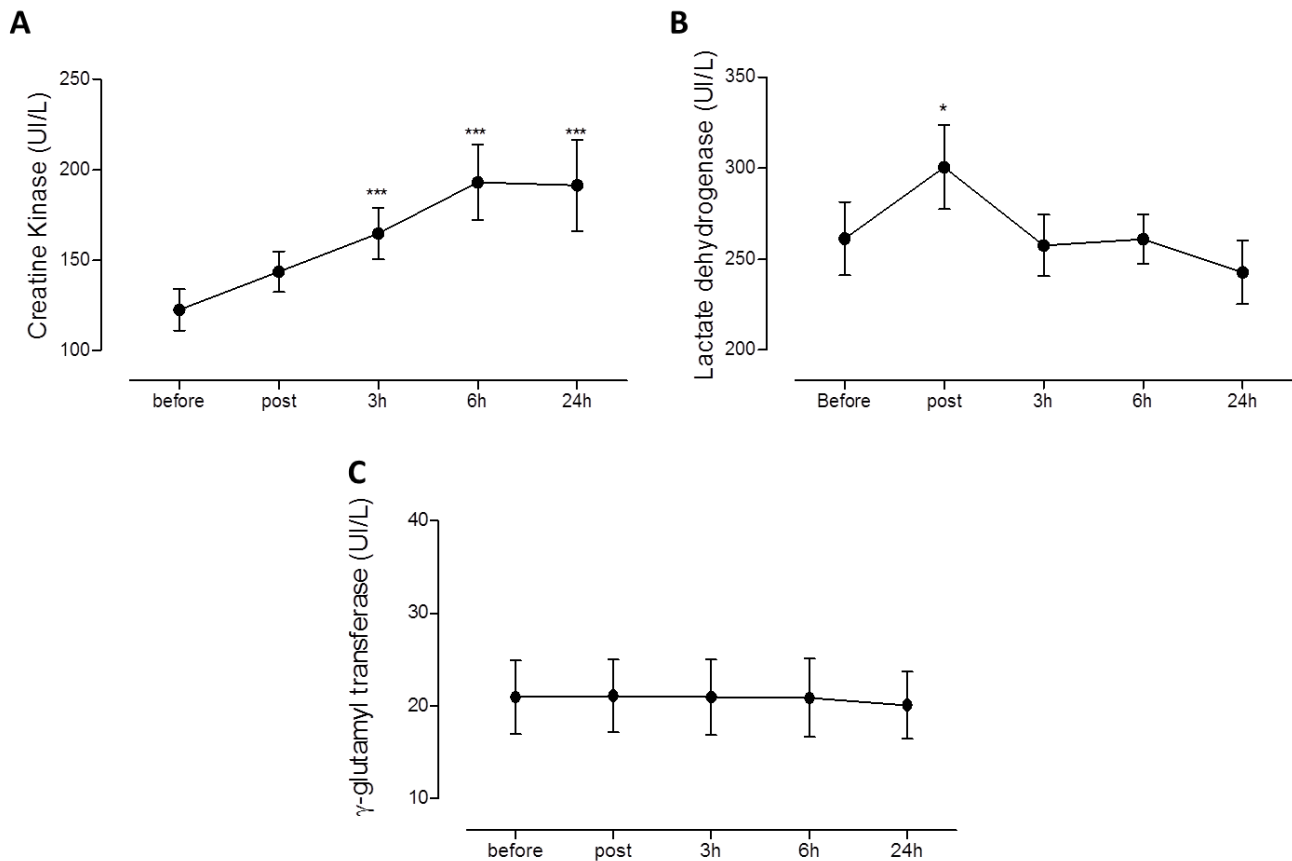 A
Creatine Kinase (UI/L)
250
200
150
100
***
***
***
before post 3h 6h 24h
B
Lactate dehydrogenase (UI/L)
350
300
250
200
*
Before post 3h 6h 24h
C
γ-glutamyl transferase (UI/L)
40
30
20
10
before post 3h 6h 24h